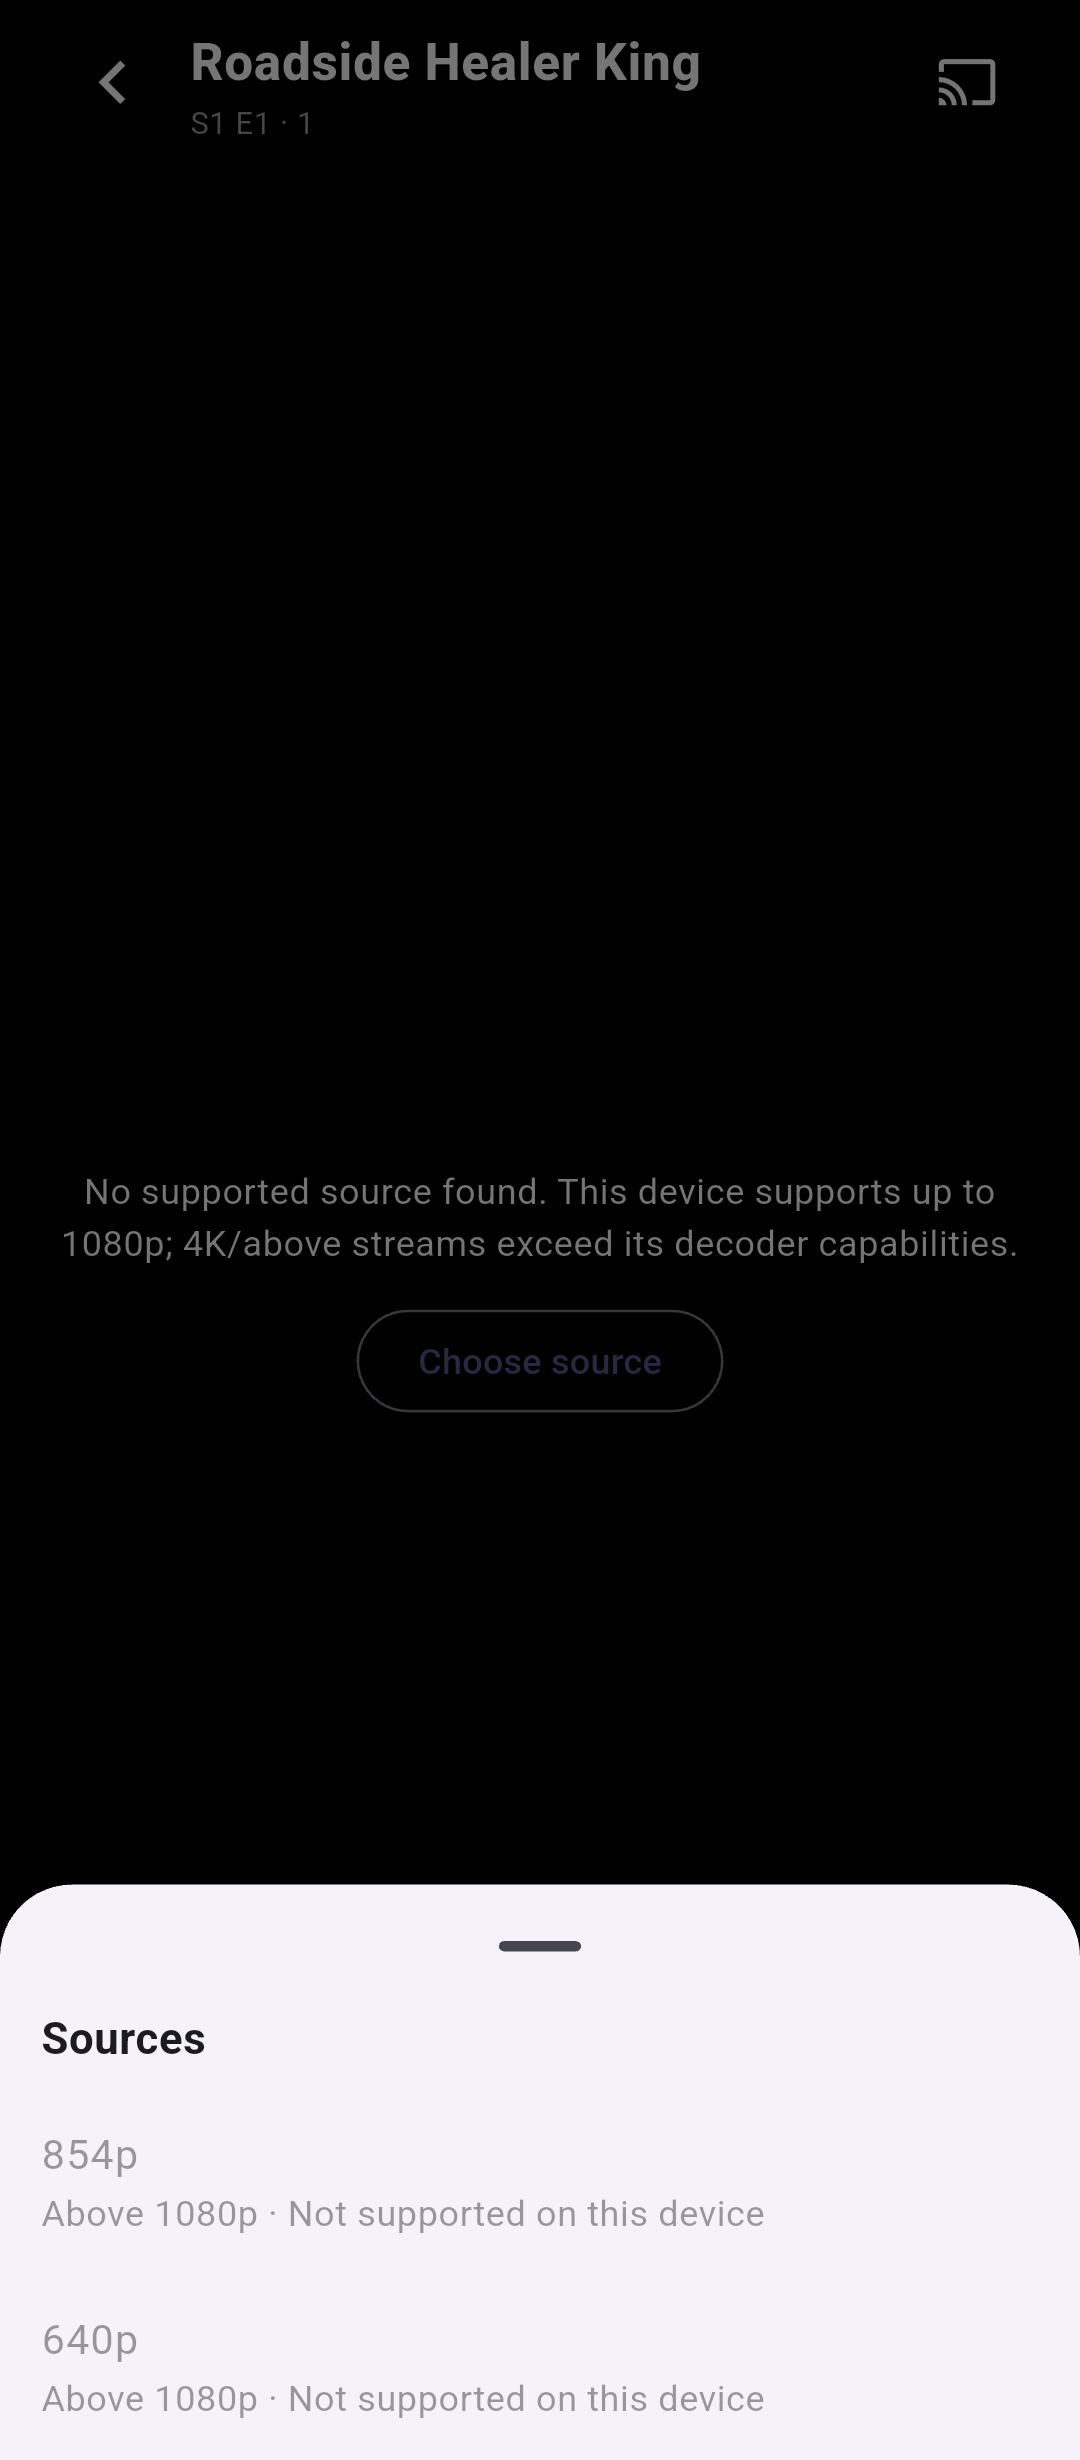 Roadside Healer King
S1 E1 · 1
No supported source found. This device supports up to
1080p; 4K/above streams exceed its decoder capabilities.
Choose source
Sources
854p
Above 1080p · Not supported on this device
640p
Above 1080p · Not supported on this device